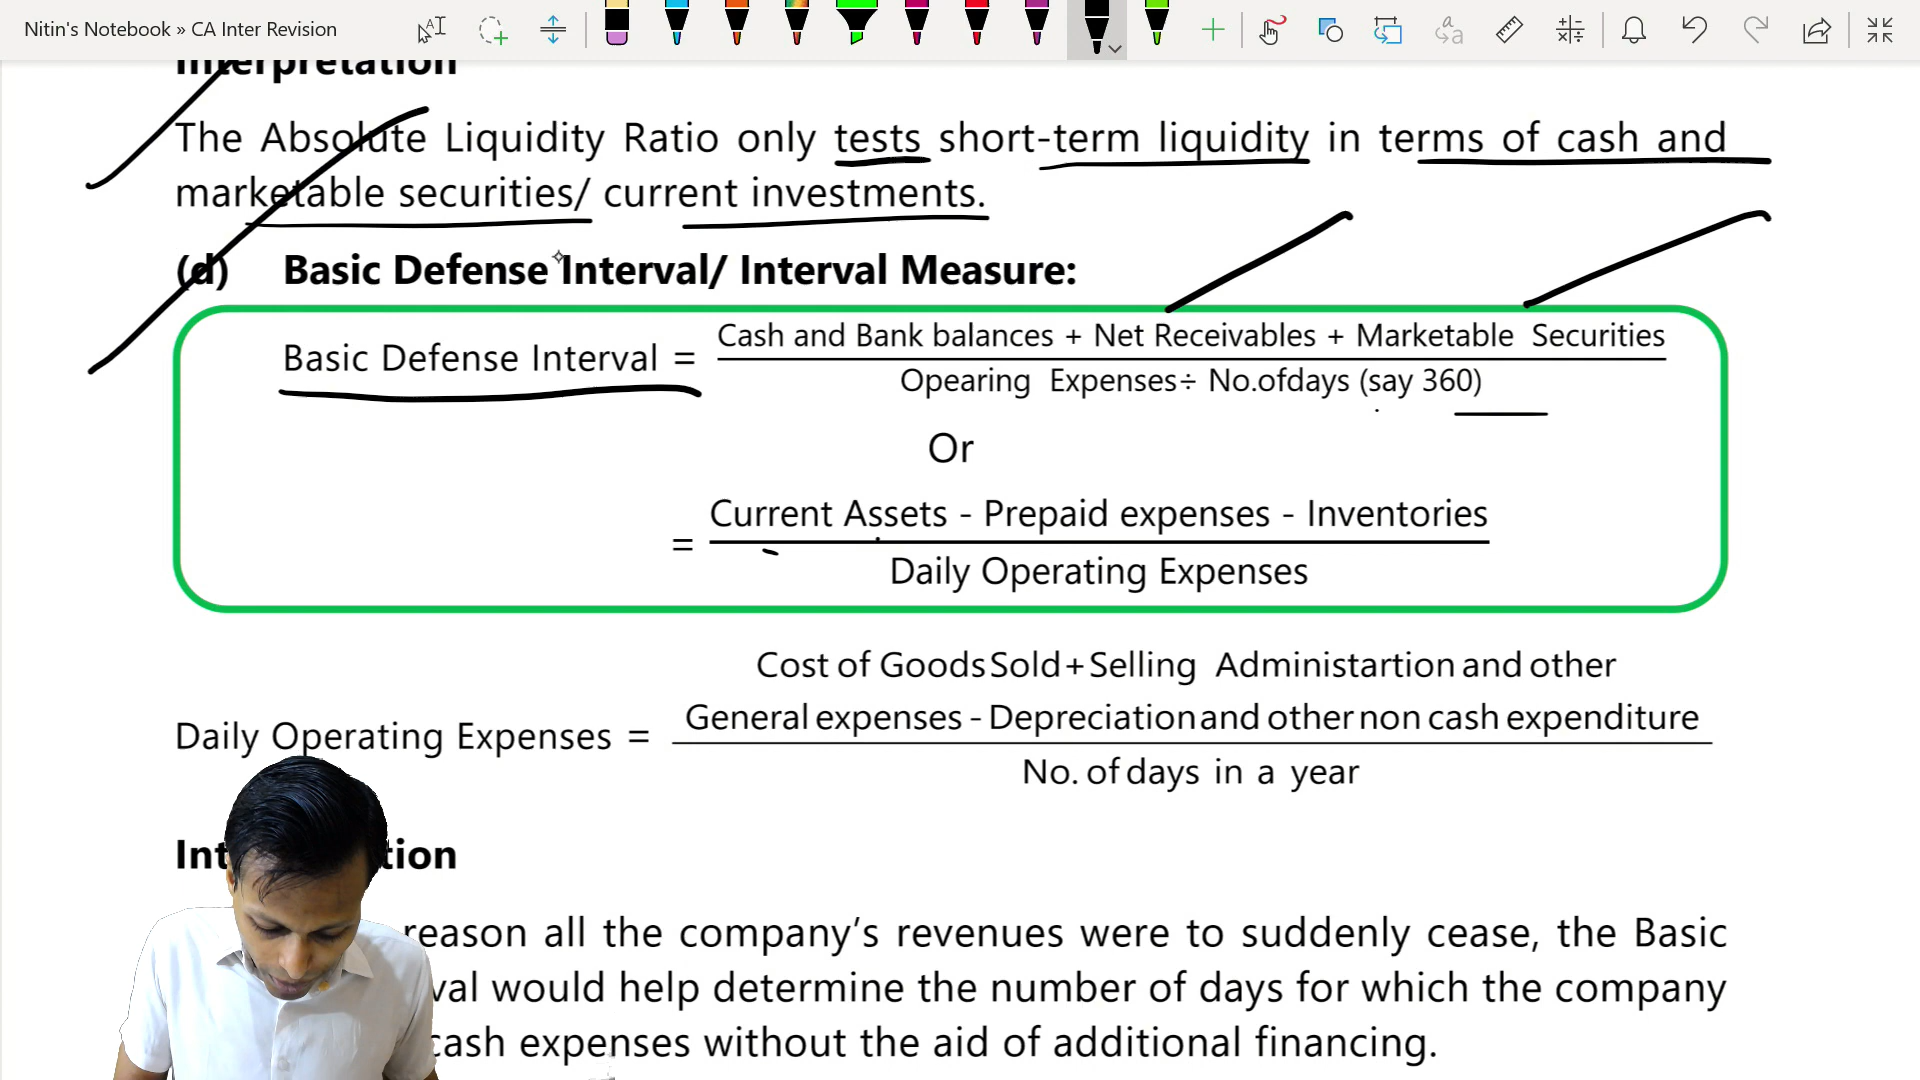 Nitin's Notebook » CA Inter Revision
Interpretation
The Absolute Liquidity Ratio only tests short-term liquidity in terms of cash and
marketable securities/ current investments.
(d) Basic Defense Interval/ Interval Measure:
Basic Defense Interval = Cash and Bank balances + Net Receivables + Marketable Securities
Opearing Expenses÷ No.ofdays (say 360)
Or
= Current Assets - Prepaid expenses - Inventories
Daily Operating Expenses
Cost of Goods Sold+Selling Administartion and other
General expenses - Depreciation and other non cash expenditure
Daily Operating Expenses =
No. of days in a year
reason all the company’s revenues were to suddenly cease, the Basic
would help determine the number of days for which the company
cash expenses without the aid of additional financing.